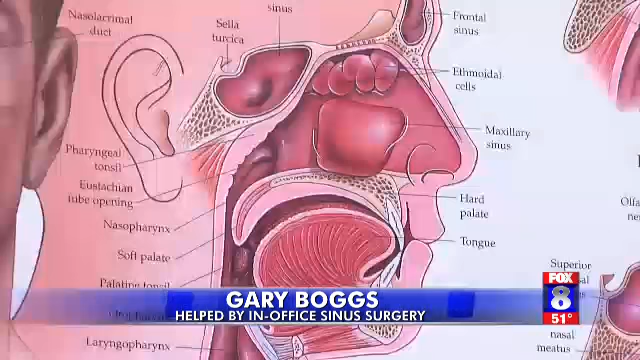 Nasolacrimal
duct
Sella
turcica
sinus
Frontal
sinus
Ethmoidal
cells
Maxillary
sinus
Pharyngeal
tonsil
Eustachian
tube opening
Nasopharynx
Soft palate
Palatine tonsil
Laryngopharynx
Hard
palate
Tongue
Superior
nasal
meatus
GARY BOGGS
HELPED BY IN-OFFICE SINUS SURGERY
FOX
8
51°